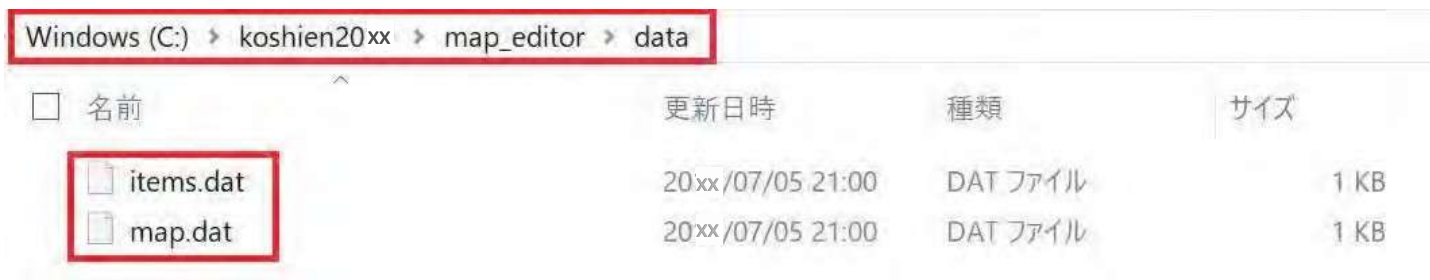 Windows (C:) > koshien20xx > map_editor > data
名前 更新日時 種類 サイズ
items.dat 20xx/07/05 21:00 DAT ファイル 1 KB
map.dat 20xx/07/05 21:00 DAT ファイル 1 KB